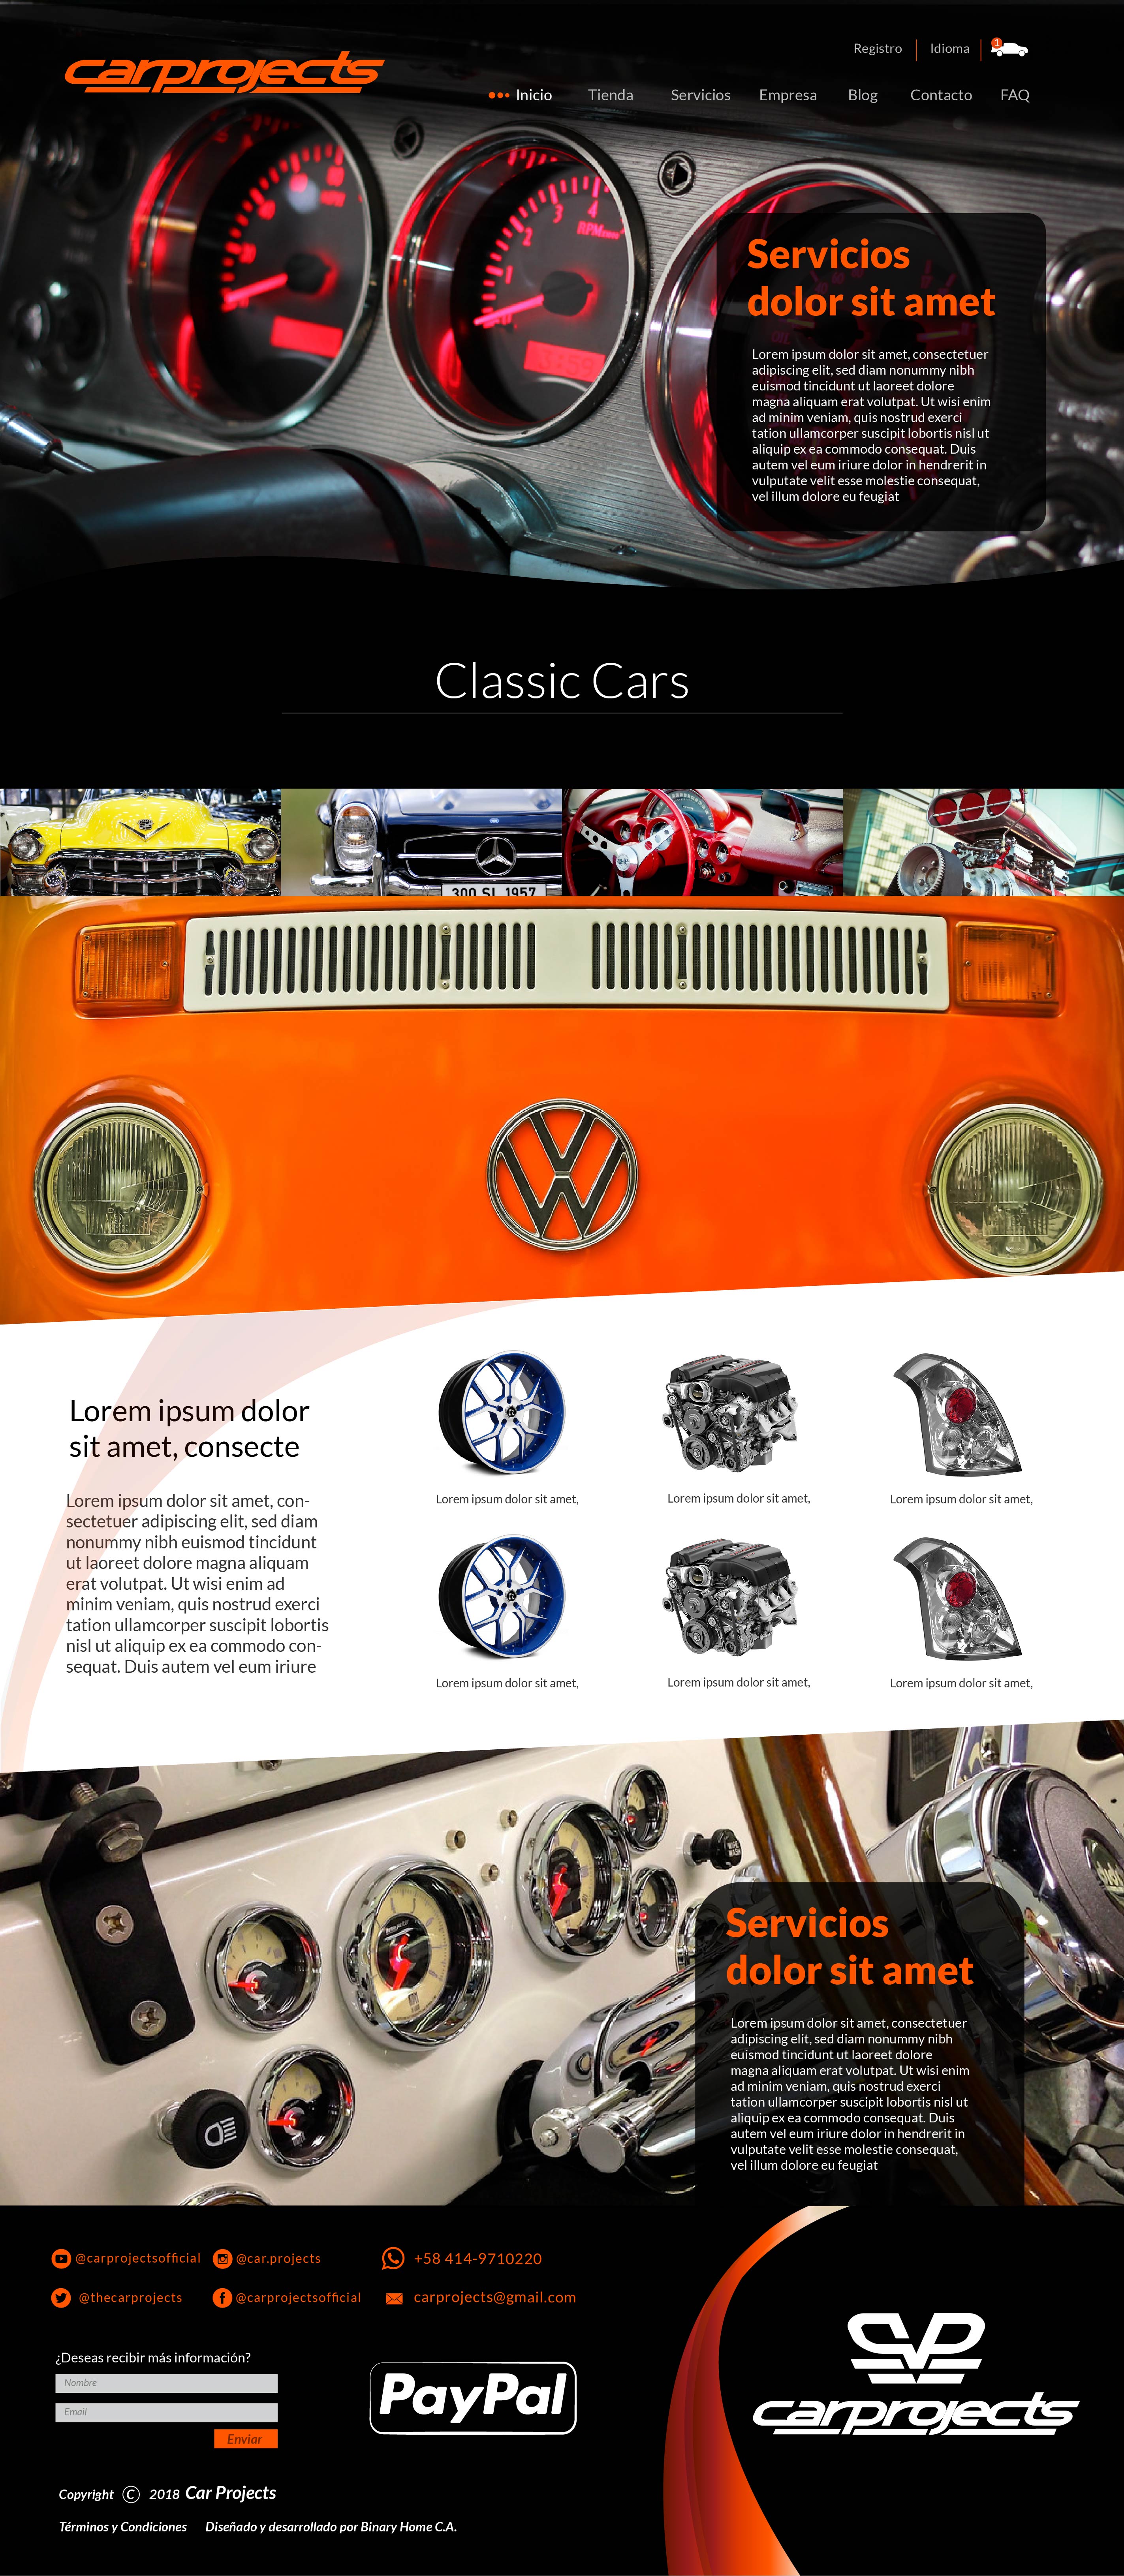 carprojects
Registro
Idioma
1
Inicio
Tienda
Servicios
Empresa
Blog
Contacto
FAQ
Servicios
dolor sit amet
Lorem ipsum dolor sit amet, consectetuer
adipiscing elit, sed diam nonummy nibh
euismod tincidunt ut laoreet dolore
magna aliquam erat volutpat. Ut wisi enim
ad minim veniam, quis nostrud exerci
tation ullamcorper suscipit lobortis nisl ut
aliquip ex ea commodo consequat. Duis
autem vel eum iriure dolor in hendrerit in
vulputate velit esse molestie consequat,
vel illum dolore eu feugiat
2
3
4
RPM
Classic Cars
300 SL 1957
Lorem ipsum dolor
sit amet, consecte
Lorem ipsum dolor sit amet, con-
sectetuer adipiscing elit, sed diam
nonummy nibh euismod tincidunt
ut laoreet dolore magna aliquam
erat volutpat. Ut wisi enim ad
minim veniam, quis nostrud exerci
tation ullamcorper suscipit lobortis
nisl ut aliquip ex ea commodo con-
sequat. Duis autem vel eum iriure
Lorem ipsum dolor sit amet,
Lorem ipsum dolor sit amet,
Lorem ipsum dolor sit amet,
Lorem ipsum dolor sit amet,
Lorem ipsum dolor sit amet,
Lorem ipsum dolor sit amet,
WIPE
WASH
Servicios
dolor sit amet
Lorem ipsum dolor sit amet, consectetuer
adipiscing elit, sed diam nonummy nibh
euismod tincidunt ut laoreet dolore
magna aliquam erat volutpat. Ut wisi enim
ad minim veniam, quis nostrud exerci
tation ullamcorper suscipit lobortis nisl ut
aliquip ex ea commodo consequat. Duis
autem vel eum iriure dolor in hendrerit in
vulputate velit esse molestie consequat,
vel illum dolore eu feugiat
@carprojectsofficial
@car.projects
+58 414-9710220
@thecarprojects
@carprojectsofficial
carprojects@gmail.com
¿Deseas recibir más información?
Nombre
Email
Enviar
PayPal
carprojects
Copyright © 2018 Car Projects
Términos y Condiciones
Diseñado y desarrollado por Binary Home C.A.